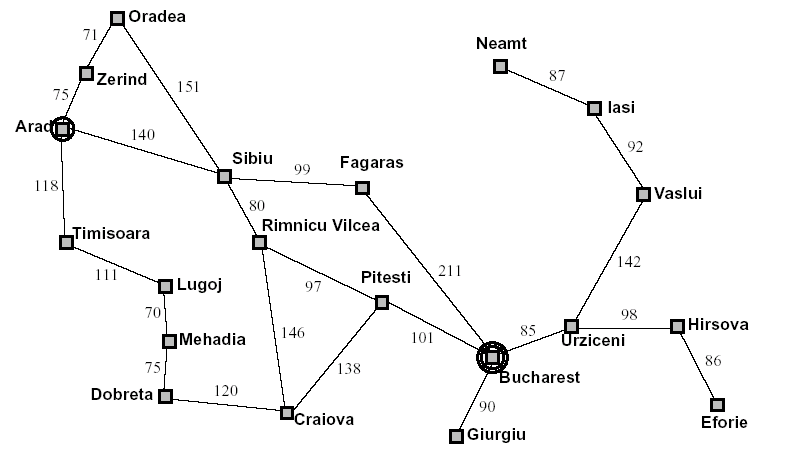 Oradea
71
Neamt
Zerind
87
75
151
Iasi
Arad
140
92
Sibiu
99
Fagaras
118
80
Vaslui
Timisoara
Rimnicu Vilcea
111
Lugoj
97
Pitesti
211
142
70
98
Hirsova
Mehadia
146
101
85
Urziceni
75
138
86
Dobreta
120
Bucharest
90
Craiova
Eforie
Giurgiu